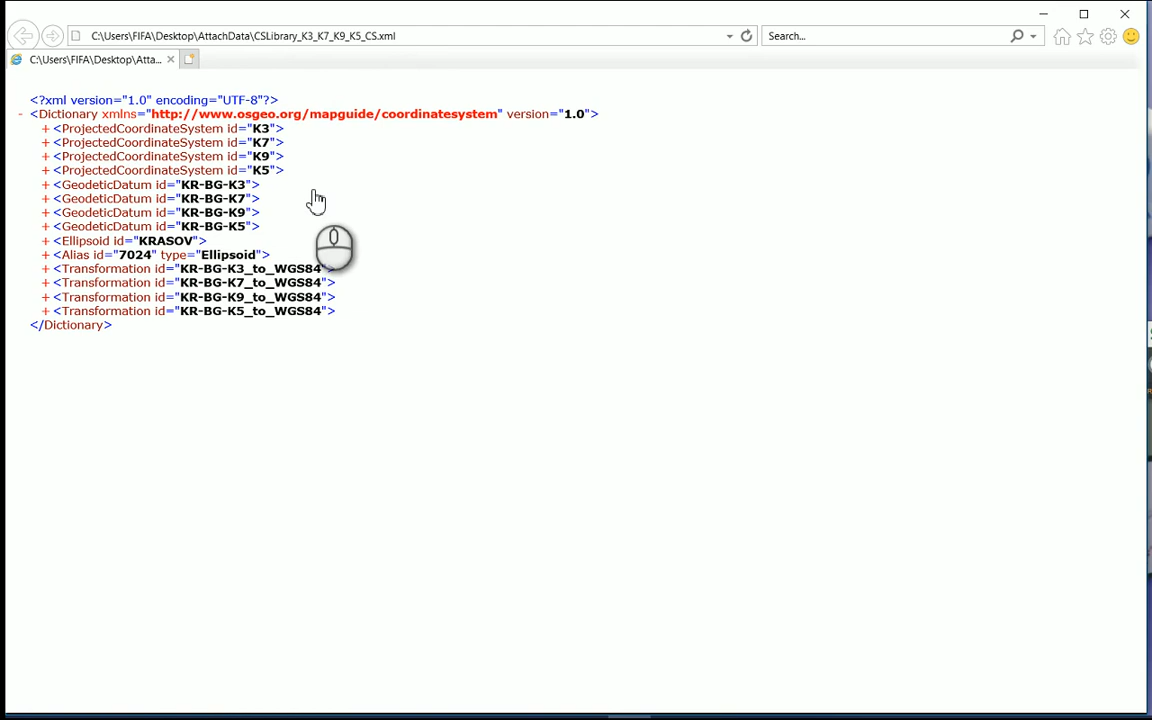 C:\Users\FIFA\Desktop\AttachData\CSLibrary_K3_K7_K9_K5_CS.xml
Search...
C:\Users\FIFA\Desktop\Atta...
<?xml version="1.0" encoding="UTF-8"?>
- <Dictionary xmlns="http://www.osgeo.org/mapguide/coordinatesystem" version="1.0">
+ <ProjectedCoordinateSystem id="K3">
+ <ProjectedCoordinateSystem id="K7">
+ <ProjectedCoordinateSystem id="K9">
+ <ProjectedCoordinateSystem id="K5">
+ <GeodeticDatum id="KR-BG-K3">
+ <GeodeticDatum id="KR-BG-K7">
+ <GeodeticDatum id="KR-BG-K9">
+ <GeodeticDatum id="KR-BG-K5">
+ <Ellipsoid id="KRASOV">
+ <Alias id="7024" type="Ellipsoid">
+ <Transformation id="KR-BG-K3_to_WGS84">
+ <Transformation id="KR-BG-K7_to_WGS84">
+ <Transformation id="KR-BG-K9_to_WGS84">
+ <Transformation id="KR-BG-K5_to_WGS84">
</Dictionary>